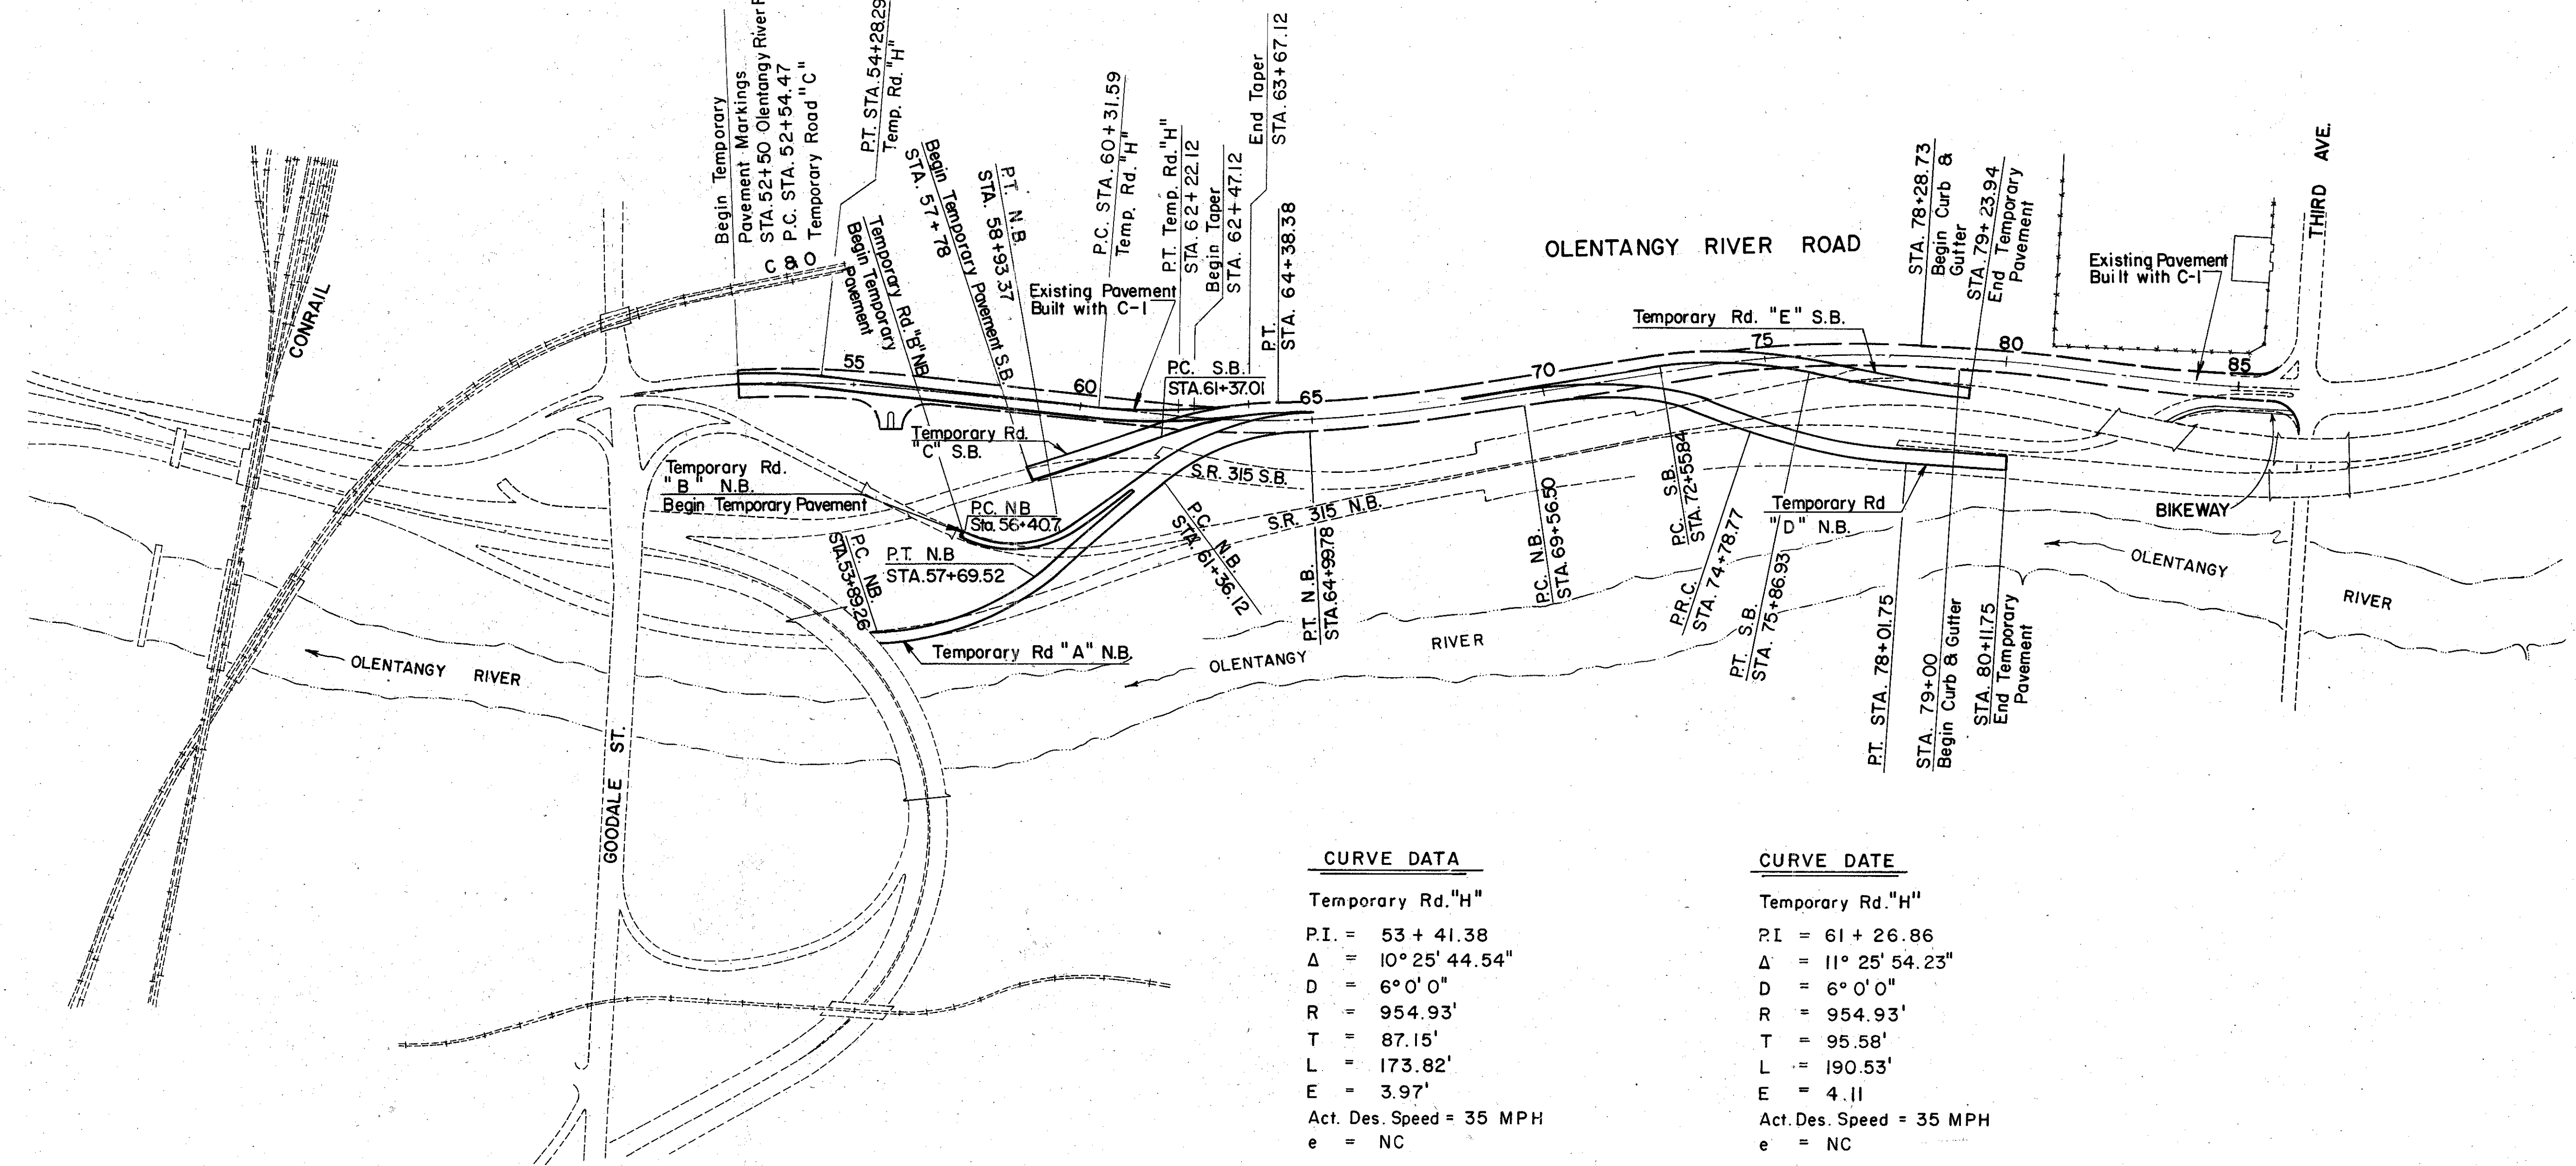 Begin Temporary
Pavement Markings
STA. 52+50 Olentangy River
P.C. STA. 52+54.47
Temporary Road "C"
P.T. STA. 54+28.29
Temp. Rd. "H"
C & O
Temporary Rd. "B" NB
Begin Temporary
Pavement
Begin Temporary Pavement S.B.
STA. 57+78
P.T. N.B.
STA. 58+93.37
P.C. STA. 60+31.59
Temp. Rd. "H"
P.T. Temp. Rd. "H"
STA. 62+22.12
Begin Taper
STA. 62+47.12
End Taper
STA. 63+67.12
P.T.
STA. 64+38.38
Existing Pavement
Built with C-1
P.C. S.B.
STA. 61+37.01
OLENTANGY RIVER ROAD
Temporary Rd. "E" S.B.
STA. 78+28.73
Begin Curb &
Gutter
STA. 79+23.94
End Temporary
Pavement
Existing Pavement
Built with C-1
THIRD AVE.
CONRAIL
55
60
65
70
75
80
85
Temporary Rd.
"C" S.B.
Temporary Rd.
"B" N.B.
Begin Temporary Pavement
P.C. NB
Sta. 56+40.7
P.T. N.B
STA. 57+69.52
P.C. NB.
STA. 53+89.26
Temporary Rd "A" N.B.
S.R. 315 S.B.
S.R. 315 N.B.
P.C. N.B.
STA. 61+36.12
P.T. N.B.
STA. 64+99.78
P.C. N.B.
STA. 69+56.50
P.C. S.B.
STA. 72+55.84
P.R.C.
STA. 74+78.77
P.T. S.B.
STA. 75+86.93
Temporary Rd
"D" N.B.
P.T. STA. 78+01.75
STA. 79+00
Begin Curb & Gutter
STA. 80+11.75
End Temporary
Pavement
BIKEWAY
OLENTANGY
RIVER
OLENTANGY RIVER
OLENTANGY RIVER
GOODALE ST.
CURVE DATA
Temporary Rd. "H"
P.I. = 53 + 41.38
Δ = 10° 25' 44.54"
D = 6° 0' 0"
R = 954.93'
T = 87.15'
L = 173.82'
E = 3.97'
Act. Des. Speed = 35 MPH
e = NC
CURVE DATE
Temporary Rd. "H"
P.I = 61 + 26.86
Δ = 11° 25' 54.23"
D = 6° 0' 0"
R = 954.93'
T = 95.58'
L = 190.53'
E = 4.11
Act. Des. Speed = 35 MPH
e = NC